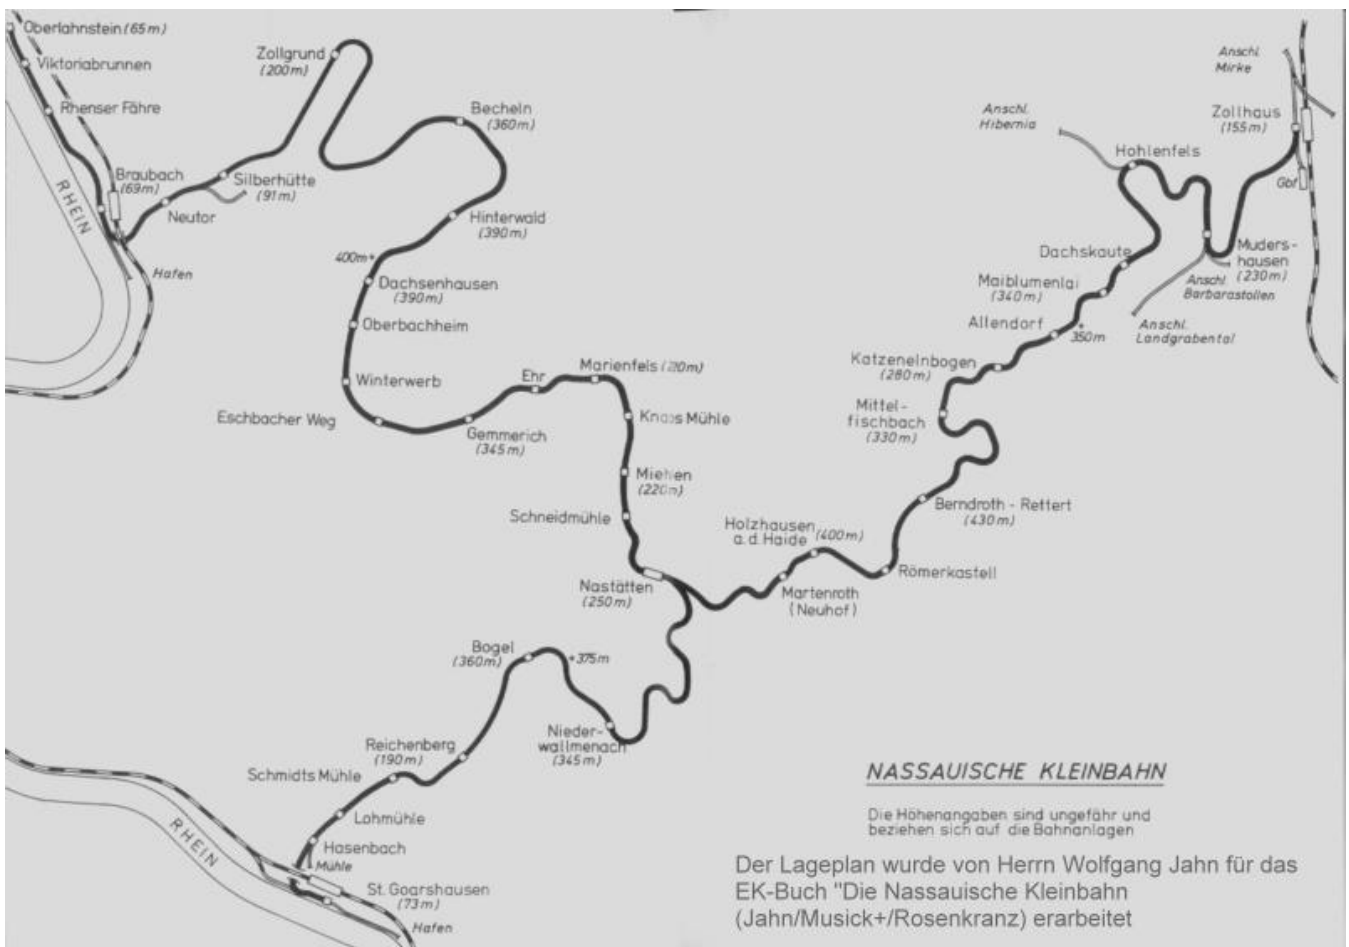 Oberlahnstein (65m)
Viktoriabrunnen
Rhenser Fähre
Braubach
(69m)
RHEIN
Neutor
Silberhütte
(91m)
Hafen
Zollgrund
(200m)
Becheln
(360m)
Hinterwald
(390m)
400m+
Dachsenhausen
(390m)
Oberbachheim
Winterwerb
Eschbacher Weg
Gemmerich
(345m)
Ehr
Marienfels
Mühle
Miehlen
(220m)
Schneidmühle
Nastätten
(250m)
Holzhausen
a.d. Haide (400m)
Martenroth
(Neuhof)
Römerkastell
Berndroth - Rettert
(430m)
Mittel-
fischbach
(330m)
Katzenelnbogen
(280m)
Allendorf
+
350m
Maiblumenlai
(340m)
Dachskaute
Hohlenfels
Anschl.
Hibernia
Anschl.
Mirke
Zollhaus
(155m)
Gbf
Muders-
hausen
(230m)
Anschl.
Barbarastollen
Anschl.
Landgrabental
Bogel
(360m)
+375m
Nieder-
wallmenach
(345m)
Reichenberg
(190m)
Schmidts Mühle
Lohmühle
Hasenbach
Mühle
RHEIN
St. Goarshausen
(73m)
Hafen
NASSAUISCHE KLEINBAHN
Die Höhenangaben sind ungefähr und
beziehen sich auf die Bahnanlagen
Der Lageplan wurde von Herrn Wolfgang Jahn für das
EK-Buch "Die Nassauische Kleinbahn
(Jahn/Musick+/Rosenkranz) erarbeitet